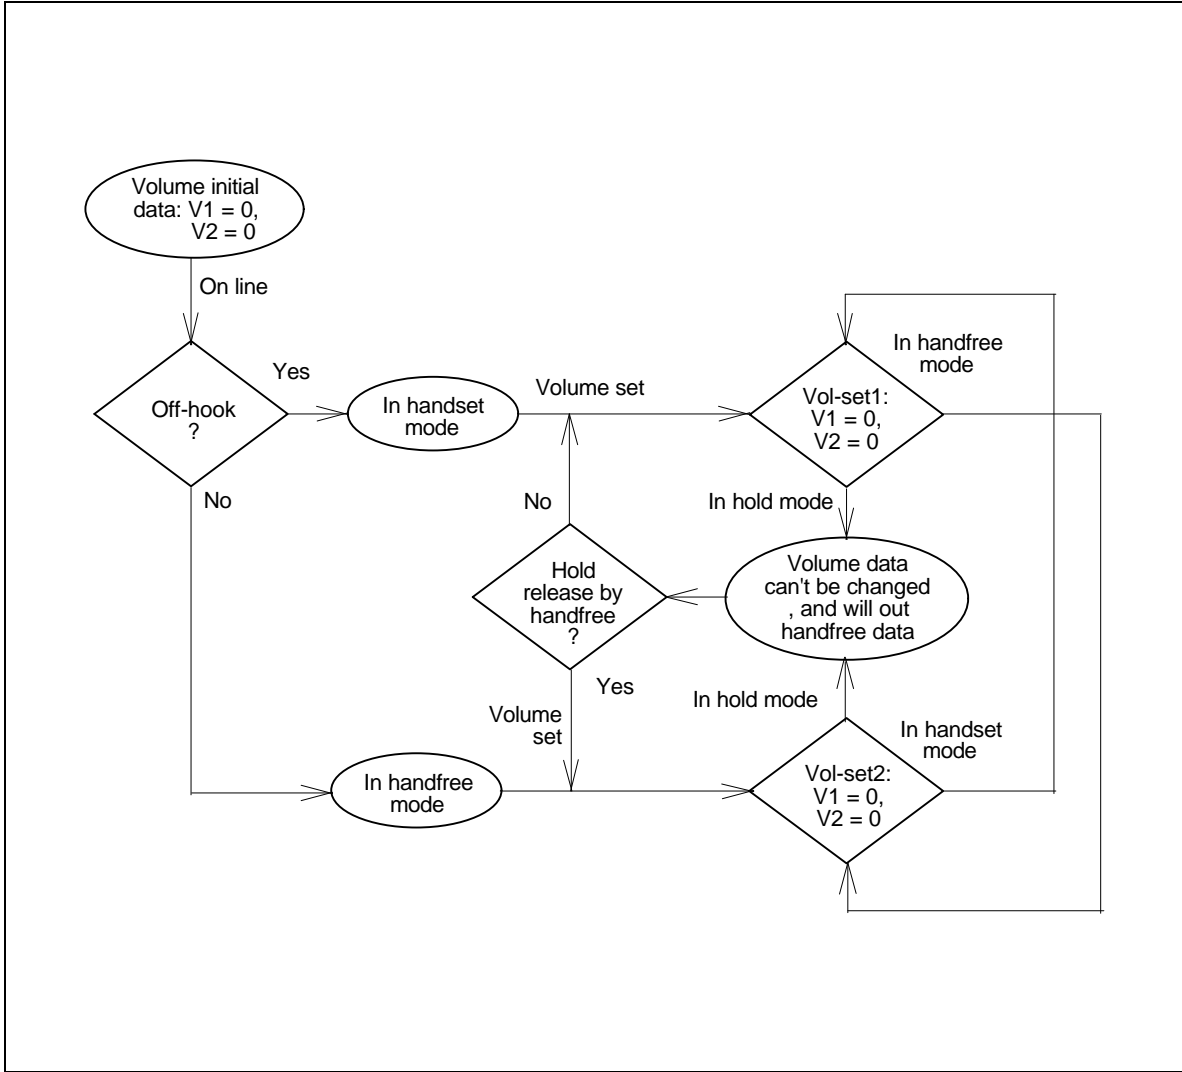 Volume initial
data: V1 = 0,
V2 = 0
On line
Off-hook
?
Yes
No
In handset
mode
Volume set
Vol-set1:
V1 = 0,
V2 = 0
In handfree
mode
In hold mode
Volume data
can't be changed
, and will out
handfree data
Hold
release by
handfree
?
No
Yes
Volume
set
In handfree
mode
In hold mode
Vol-set2:
V1 = 0,
V2 = 0
In handset
mode